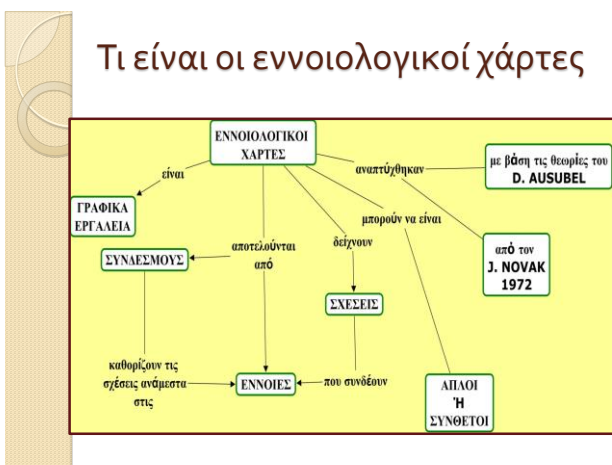 Τι είναι οι εννοιολογικοί χάρτες
ΕΝΝΟΙΟΛΟΓΙΚΟΙ
ΧΑΡΤΕΣ
είναι
ΓΡΑΦΙΚΑ
ΕΡΓΑΛΕΙΑ
αναπτύχθηκαν
με βάση τις θεωρίες του
D. AUSUBEL
από τον
J. NOVAK
1972
μπορούν να είναι
ΑΠΛΟΙ
Ή
ΣΥΝΘΕΤΟΙ
δείχνουν
ΣΧΕΣΕΙΣ
που συνδέουν
αποτελούνται
από
ΣΥΝΔΕΣΜΟΥΣ
καθορίζουν τις
σχέσεις ανάμεστα
στις
ΕΝΝΟΙΕΣ